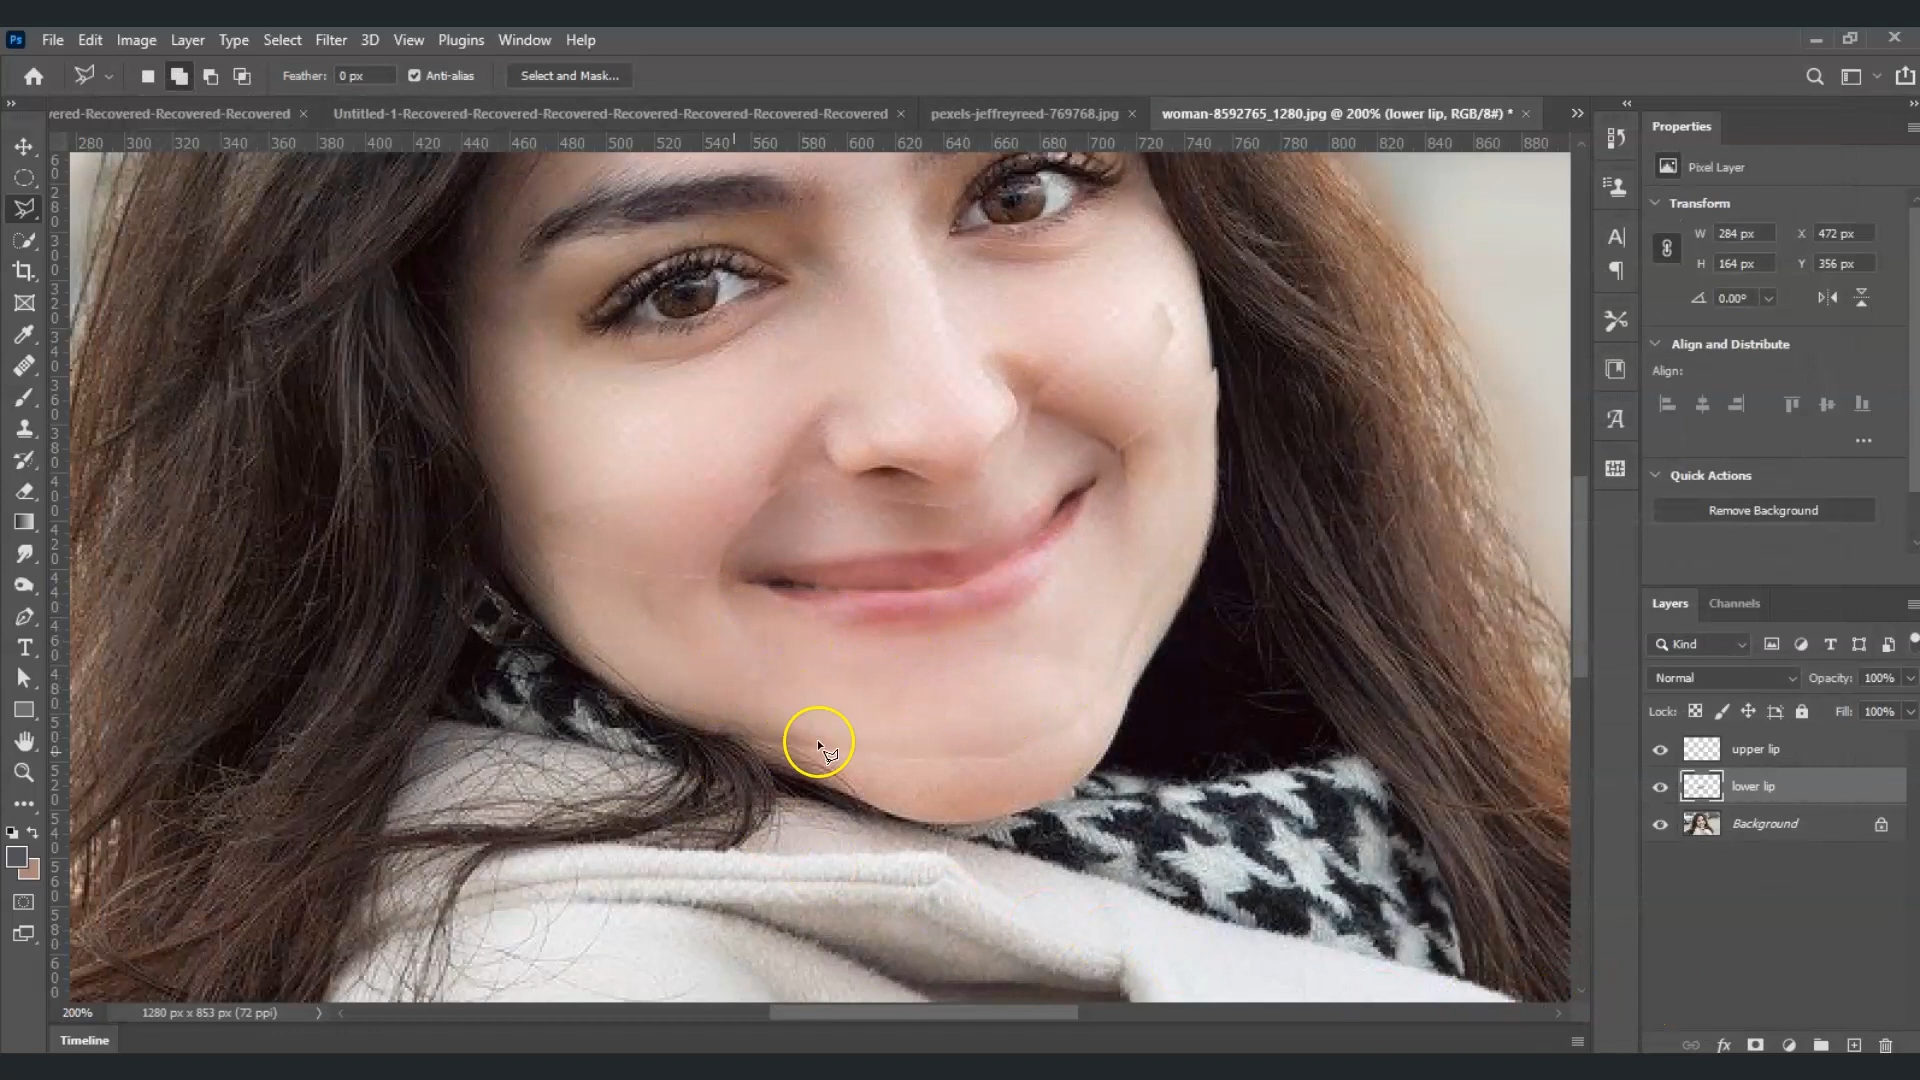 Ps File Edit Image Layer Type Select Filter 3D View Plugins Window Help
Feather: 0 px Anti-alias Select and Mask...
vered-Recovered-Recovered-Recovered × Untitled-1-Recovered-Recovered-Recovered-Recovered-Recovered-Recovered-Recovered × pexels-jeffreyreed-769768.jpg × woman-8592765_1280.jpg @ 200% (lower lip, RGB/8#) * ×
280 300 320 340 360 380 400 420 440 460 480 500 520 540 560 580 600 620 640 660 680 700 720 740 760 780 800 820 840 860 880
Properties
Pixel Layer
Transform
W 284 px X 472 px
H 164 px Y 356 px
0.00°
Align and Distribute
Align:
Quick Actions
Remove Background
Layers Channels
Kind
Normal Opacity: 100%
Lock: Fill: 100%
upper lip
lower lip
Background
200% 1280 px x 853 px (72 ppi)
Timeline